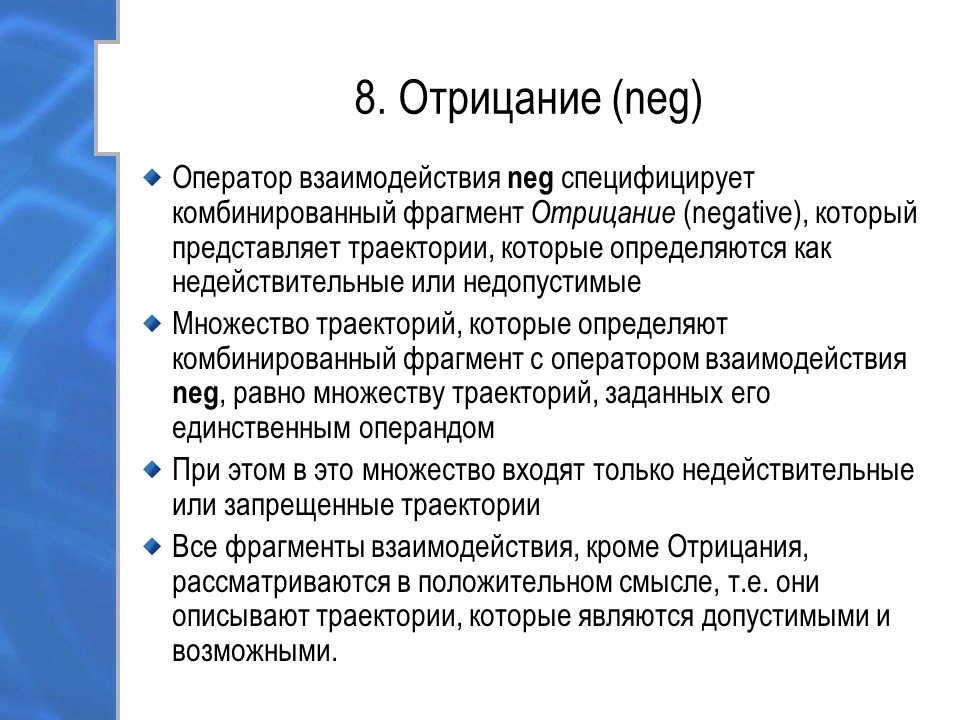 8. Отрицание (neg)
Оператор взаимодействия neg специфицирует
комбинированный фрагмент Отрицание (negative), который
представляет траектории, которые определяются как
недействительные или недопустимые
Множество траекторий, которые определяют
комбинированный фрагмент с оператором взаимодействия
neg, равно множеству траекторий, заданных его
единственным операндом
При этом в это множество входят только недействительные
или запрещенные траектории
Все фрагменты взаимодействия, кроме Отрицания,
рассматриваются в положительном смысле, т.е. они
описывают траектории, которые являются допустимыми и
возможными.